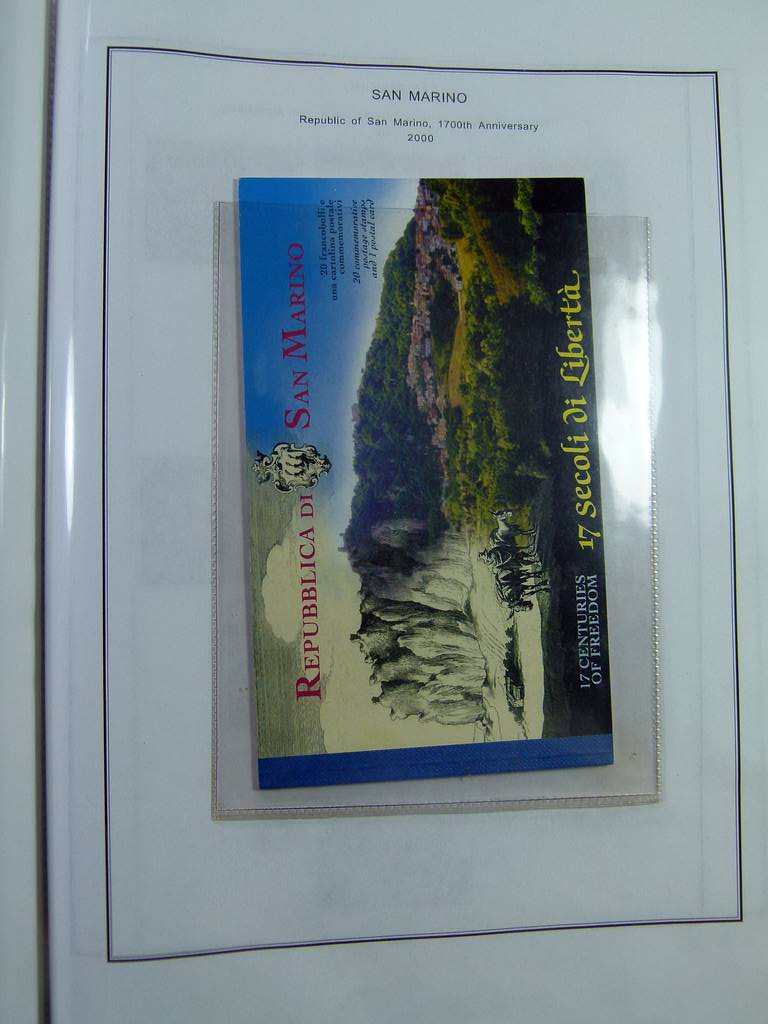 SAN MARINO
Republic of San Marino, 1700th Anniversary
2000
REPUBBLICA DI SAN MARINO
20 francobolli e
una cartolina postale
commemorativi
20 commemorative
postage stamps
and 1 postal card
17 CENTURIES
OF FREEDOM
17 secoli di Libertà